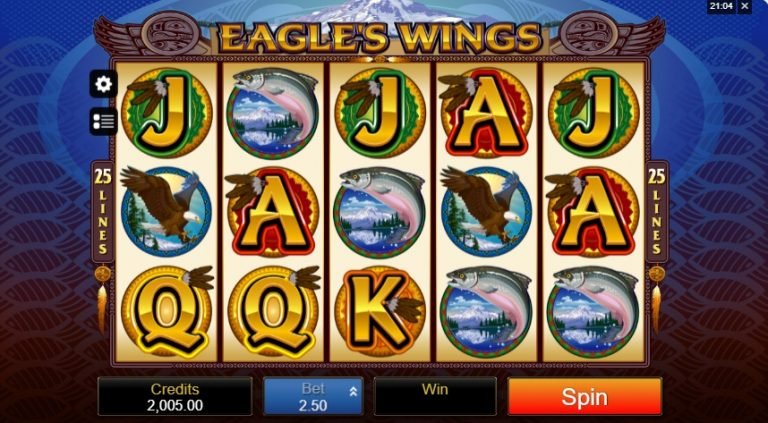 21:04 X
EAGLE'S WINGS
J J A J
25 25
LINES LINES
A A
Q Q K
Credits Bet Win Spin
2,005.00 2.50